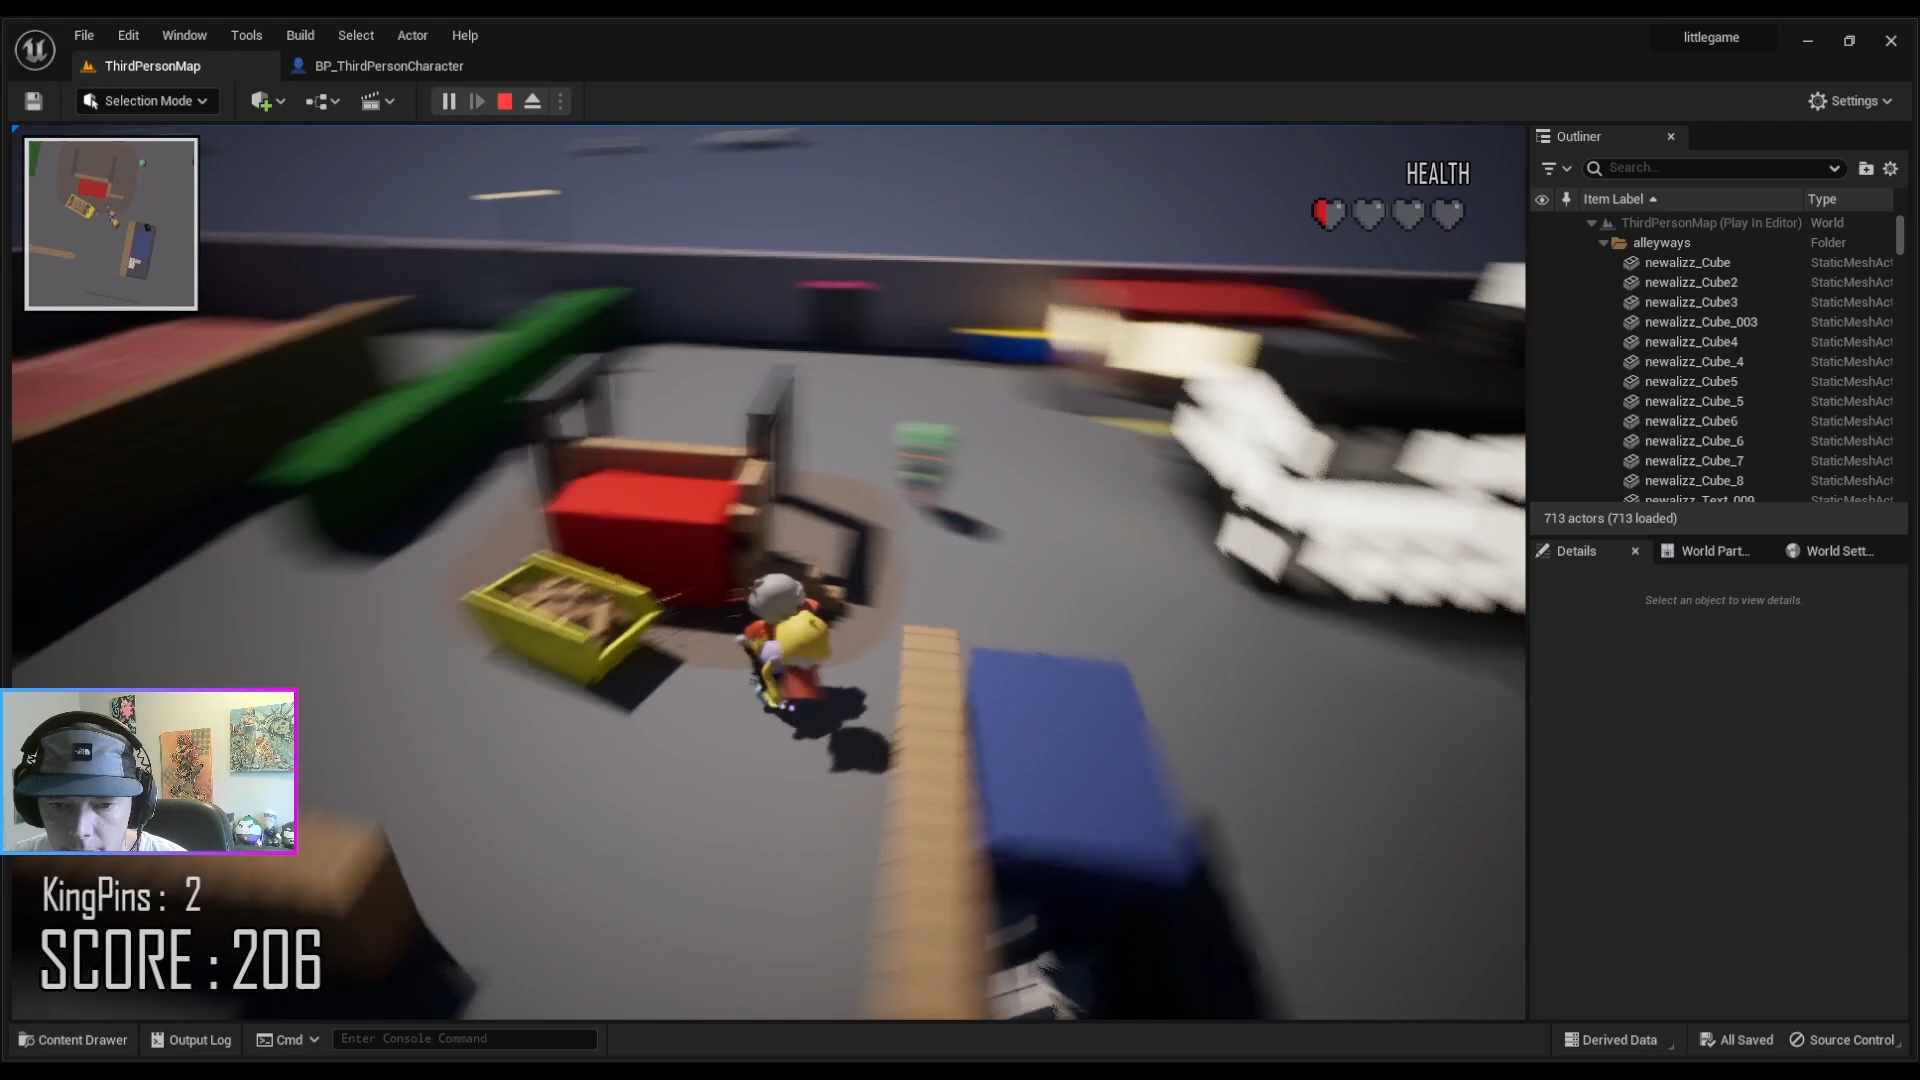 File Edit Window Tools Build Select Actor Help
littlegame
ThirdPersonMap
BP_ThirdPersonCharacter
Selection Mode
Settings
HEALTH
KingPins : 2
SCORE : 206
Outliner
Search...
Item Label Type
ThirdPersonMap (Play In Editor) World
alleyways Folder
newalizz_Cube StaticMeshAct
newalizz_Cube2 StaticMeshAct
newalizz_Cube3 StaticMeshAct
newalizz_Cube_003 StaticMeshAct
newalizz_Cube4 StaticMeshAct
newalizz_Cube_4 StaticMeshAct
newalizz_Cube5 StaticMeshAct
newalizz_Cube_5 StaticMeshAct
newalizz_Cube6 StaticMeshAct
newalizz_Cube_6 StaticMeshAct
newalizz_Cube_7 StaticMeshAct
newalizz_Cube_8 StaticMeshAct
newalizz_Text_009 StaticMeshAct
713 actors (713 loaded)
Details World Part... World Sett...
Select an object to view details.
Content Drawer Output Log Cmd Enter Console Command
Derived Data All Saved Source Control